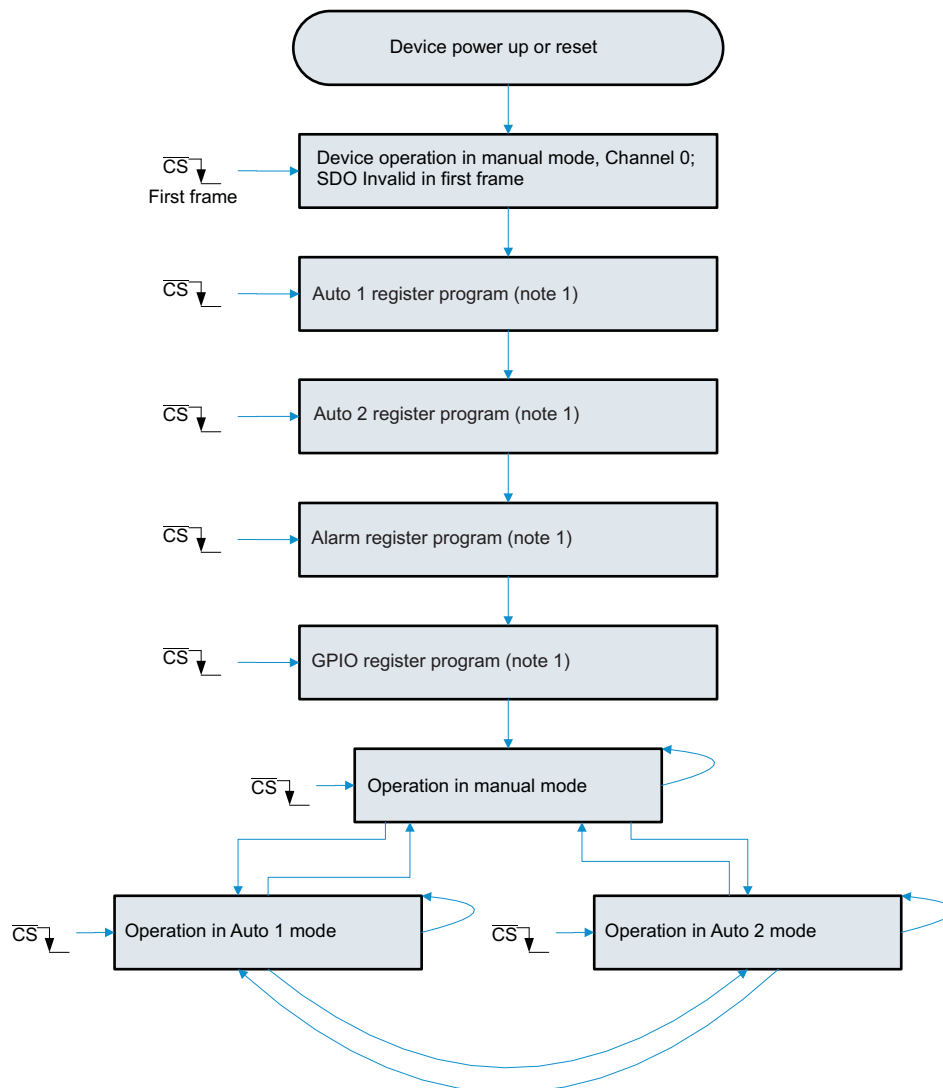 Device power up or reset
CS
First frame
Device operation in manual mode, Channel 0;
SDO Invalid in first frame
CS
Auto 1 register program (note 1)
CS
Auto 2 register program (note 1)
CS
Alarm register program (note 1)
CS
GPIO register program (note 1)
CS
Operation in manual mode
CS
Operation in Auto 1 mode
CS
Operation in Auto 2 mode